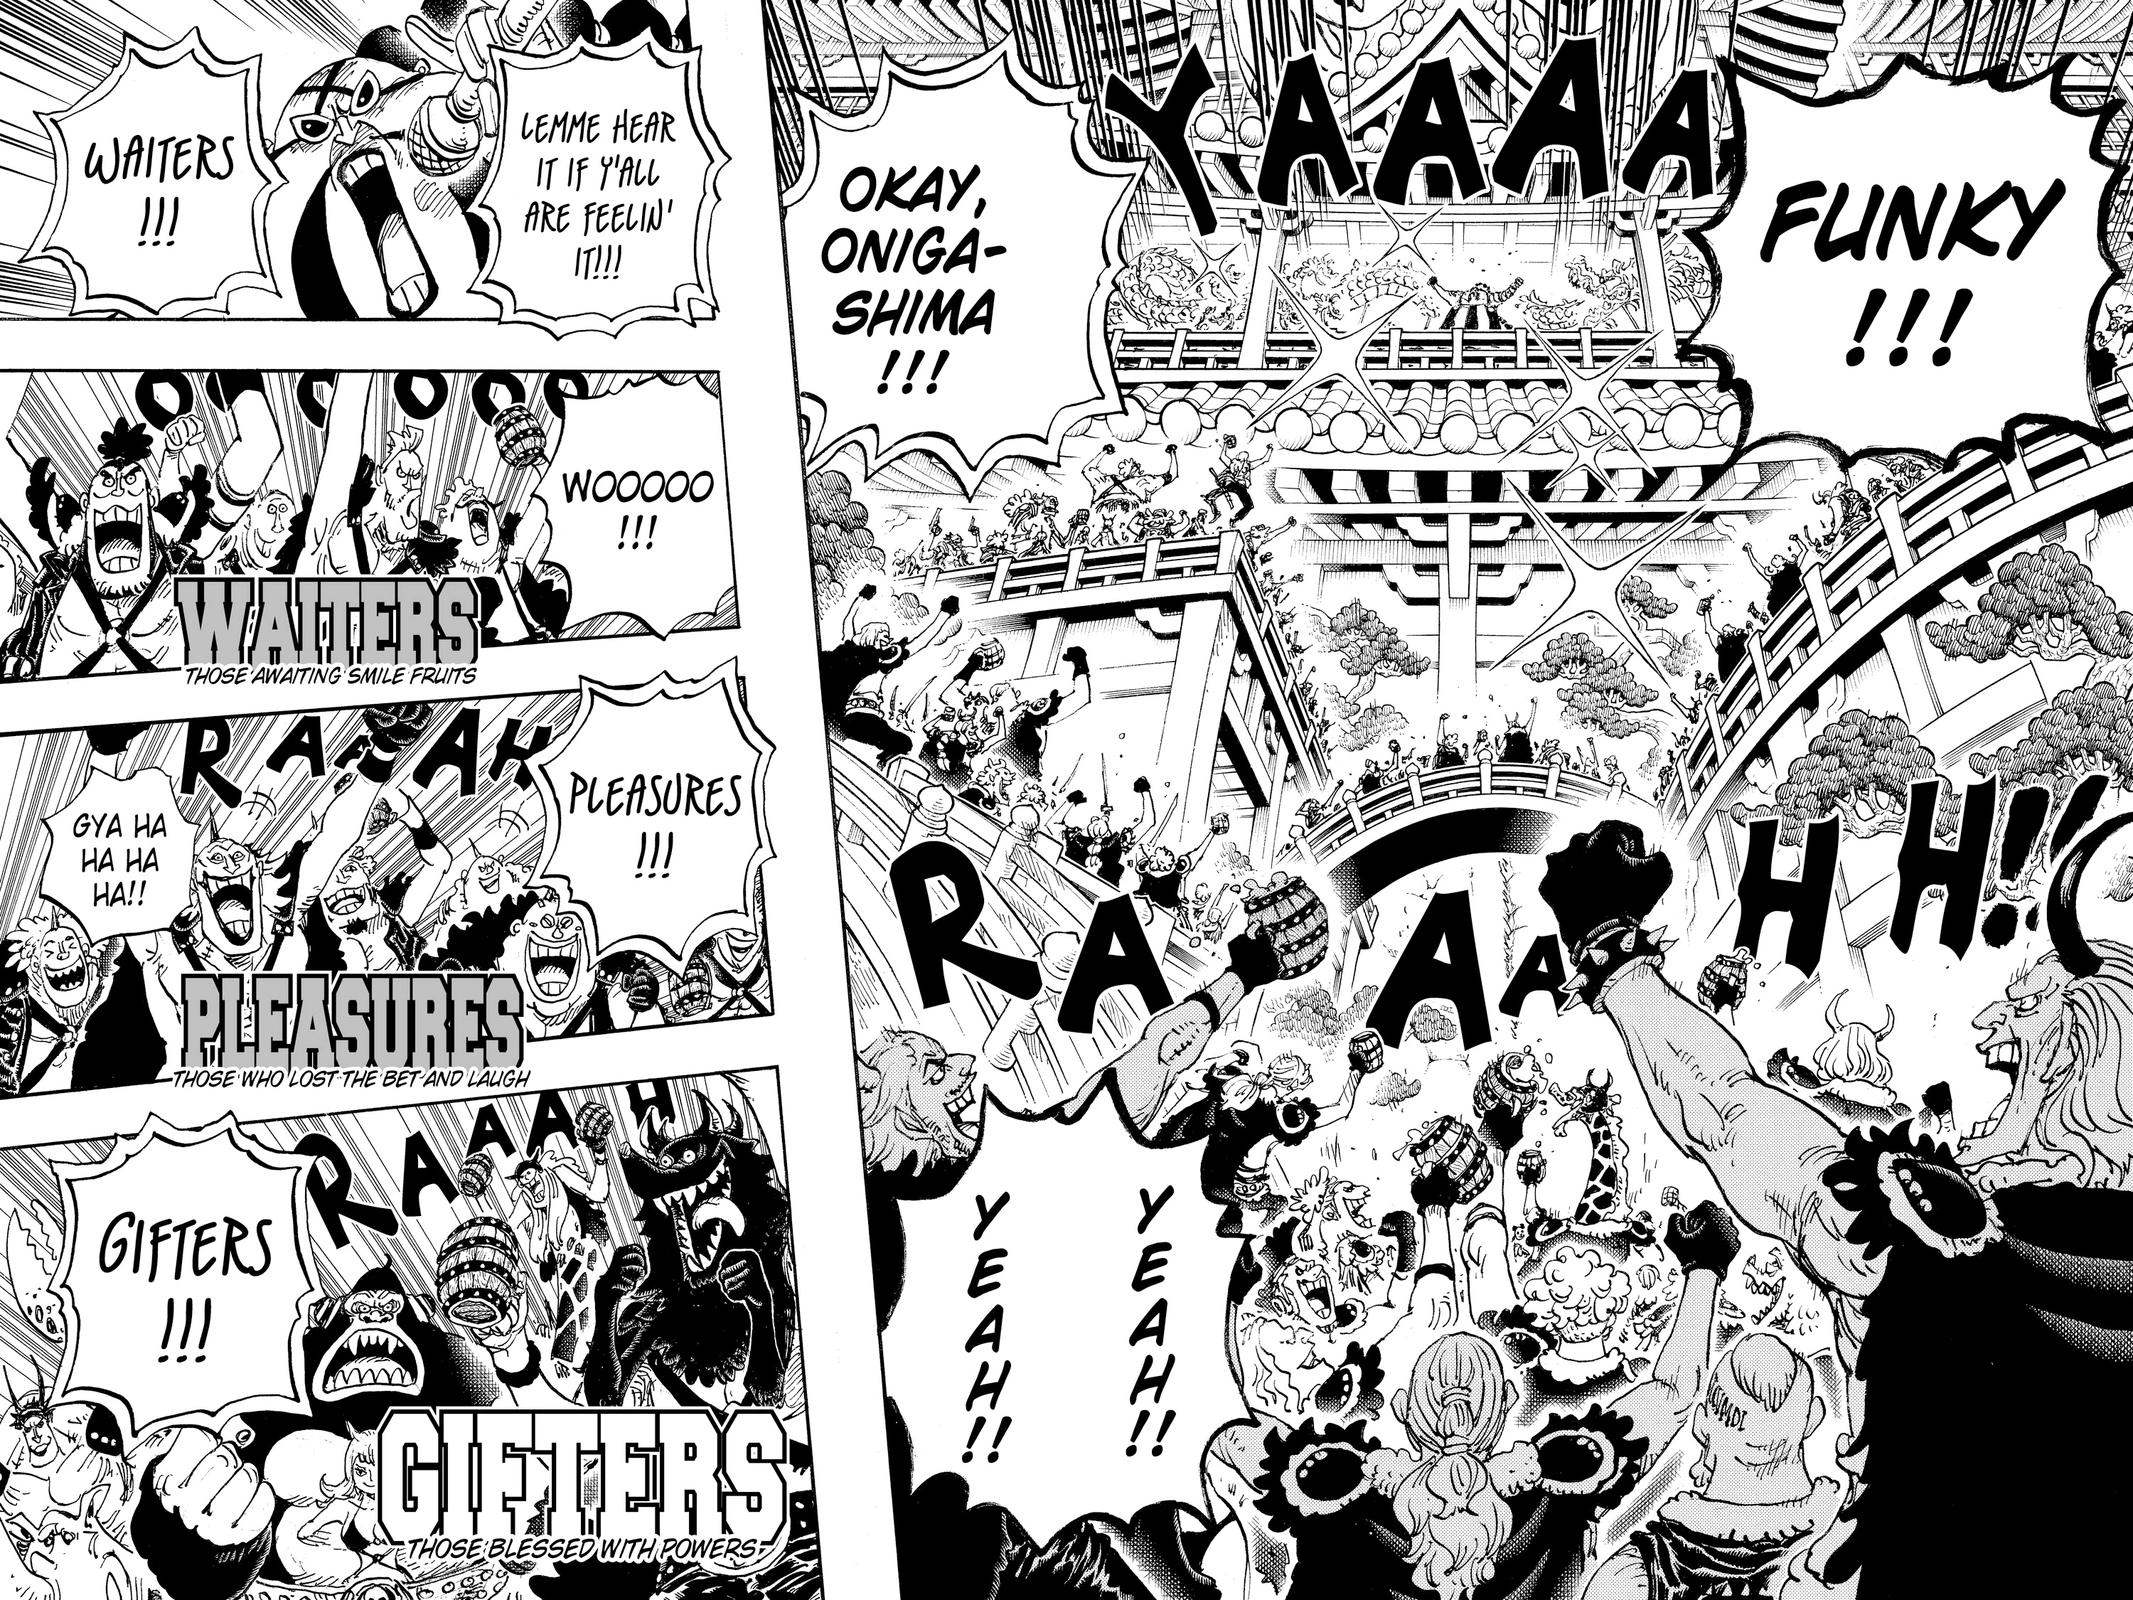 FUNKY
!!!
YAAAA
OKAY,
ONIGA-
SHIMA
!!!
RAAAHH!!
YEAH!!
YEAH!!
LEMME HEAR
IT IF Y'ALL
ARE FEELIN'
IT!!!
WAITERS
!!!
OOOOOO
WOOOOO
!!!
WAITERS
THOSE AWAITING SMILE FRUITS
PLEASURES
!!!
RAAAH
GYA HA
HA HA
HA!!
PLEASURES
THOSE WHO LOST THE BET AND LAUGH
GIFTERS
!!!
RAAAAH
GIFTERS
THOSE BLESSED WITH POWERS